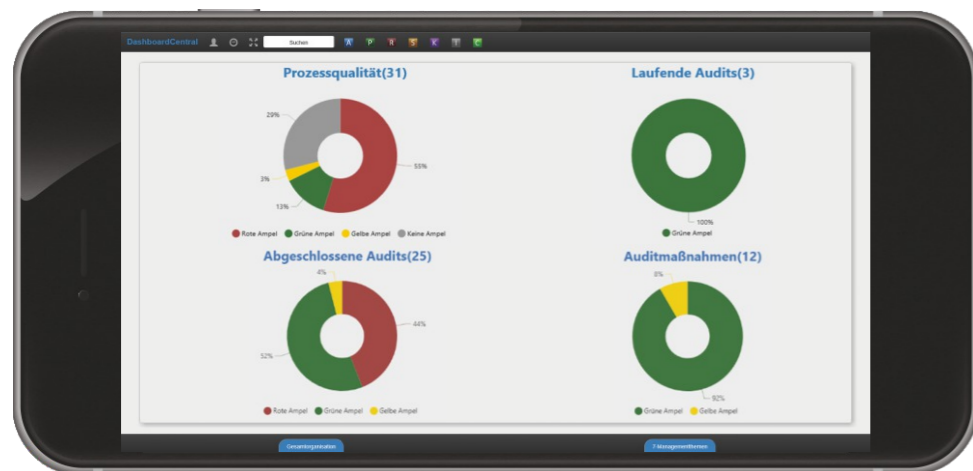 DashboardCentral Suchen A P R S K T C
Prozessqualität(31)
29%
55%
3%
13%
Rote Ampel Grüne Ampel Gelbe Ampel Keine Ampel
Laufende Audits(3)
100%
Grüne Ampel
Abgeschlossene Audits(25)
4%
44%
52%
Rote Ampel Grüne Ampel Gelbe Ampel
Auditmaßnahmen(12)
8%
92%
Grüne Ampel Gelbe Ampel
Gesamtorganisation 7 Managementthemen